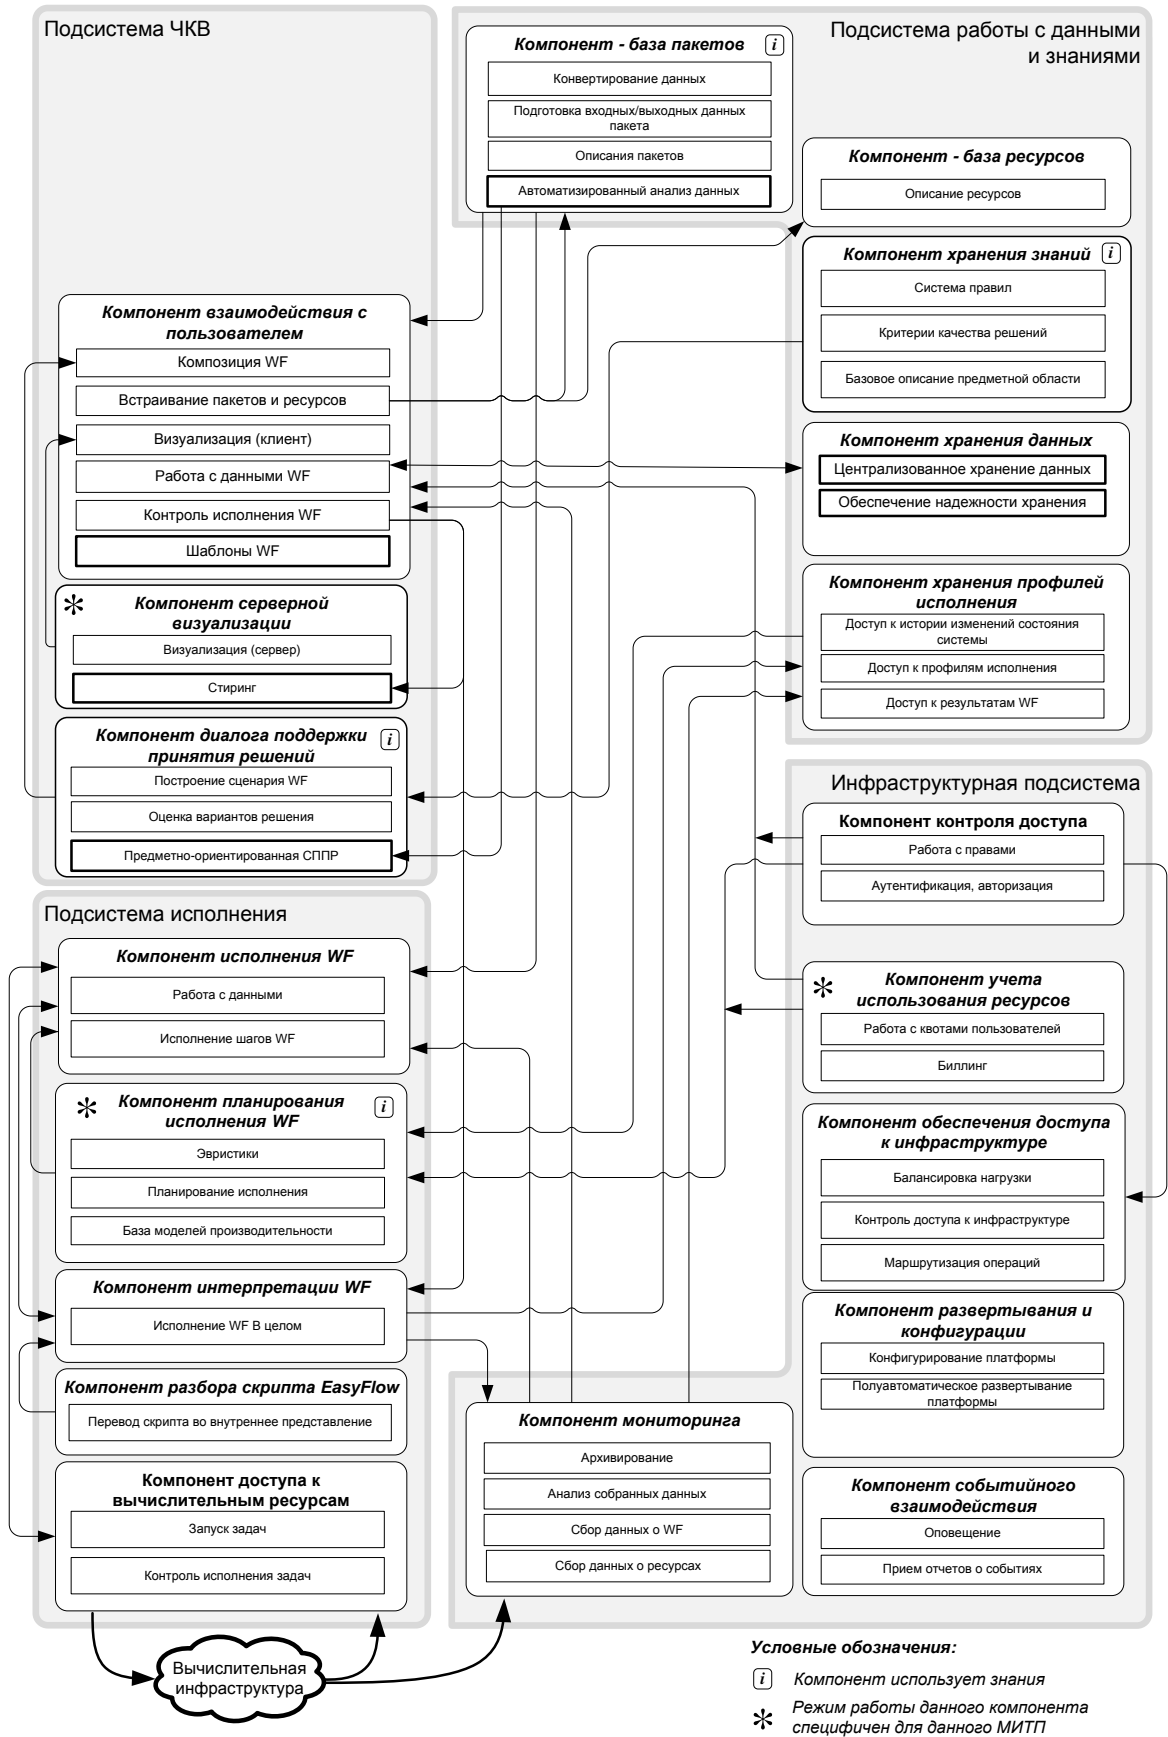 Подсистема ЧКВ
Компонент взаимодействия с
пользователем
Композиция WF
Встраивание пакетов и ресурсов
Визуализация (клиент)
Работа с данными WF
Контроль исполнения WF
Шаблоны WF
Компонент серверной
визуализации
Визуализация (сервер)
Стиринг
Компонент диалога поддержки
принятия решений
i
Построение сценария WF
Оценка вариантов решения
Предметно-ориентированная СППР
Подсистема работы с данными
и знаниями
Компонент - база пакетов
i
Конвертирование данных
Подготовка входных/выходных данных
пакета
Описания пакетов
Автоматизированный анализ данных
Компонент - база ресурсов
Описание ресурсов
Компонент хранения знаний
i
Система правил
Критерии качества решений
Базовое описание предметной области
Компонент хранения данных
Централизованное хранение данных
Обеспечение надежности хранения
Компонент хранения профилей
исполнения
Доступ к истории изменений состояния
системы
Доступ к профилям исполнения
Доступ к результатам WF
Подсистема исполнения
Компонент исполнения WF
Работа с данными
Исполнение шагов WF
Компонент планирования
исполнения WF
i
Эвристики
Планирование исполнения
База моделей производительности
Компонент интерпретации WF
Исполнение WF В целом
Компонент разбора скрипта EasyFlow
Перевод скрипта во внутреннее представление
Компонент доступа к
вычислительным ресурсам
Запуск задач
Контроль исполнения задач
Вычислительная
инфраструктура
Инфраструктурная подсистема
Компонент контроля доступа
Работа с правами
Аутентификация, авторизация
Компонент учета
использования ресурсов
Работа с квотами пользователей
Биллинг
Компонент обеспечения доступа
к инфраструктуре
Балансировка нагрузки
Контроль доступа к инфраструктуре
Маршрутизация операций
Компонент развертывания и
конфигурации
Конфигурирование платформы
Полуавтоматическое развертывание
платформы
Компонент событийного
взаимодействия
Оповещение
Прием отчетов о событиях
Компонент мониторинга
Архивирование
Анализ собранных данных
Сбор данных о WF
Сбор данных о ресурсах
Условные обозначения:
i Компонент использует знания
Режим работы данного компонента
специфичен для данного МИТП